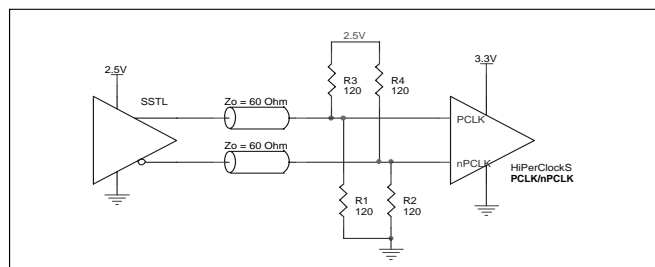 2.5V
2.5V
3.3V
SSTL
Zo = 60 Ohm
R3
120
R4
120
PCLK
Zo = 60 Ohm
nPCLK
HiPerClockS
PCLK/nPCLK
R1
120
R2
120